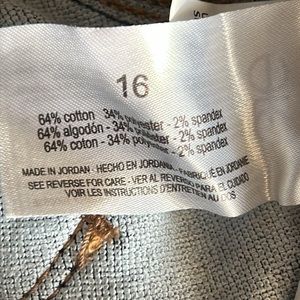 16
64% cotton - 34% polyester - 2% spandex
64% algodón - 34% polyester - 2% spandex
64% coton - 34% polyester - 2% spandex
MADE IN JORDAN - HECHO EN JORDANIA - FABRIQUÉ EN JORDANIE
SEE REVERSE FOR CARE - VER AL REVERSE PARA EL CUIDADO
VOIR LES INSTRUCTIONS D'ENTRETIEN AU DOS